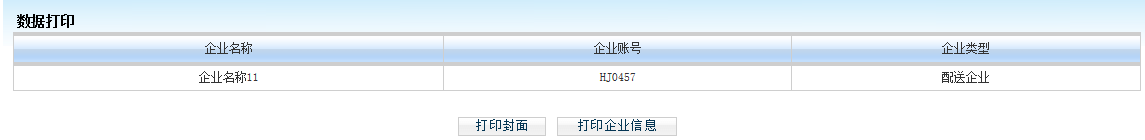 数据打印
企业名称 企业账号 企业类型
企业名称11 HJ0457 配送企业
打印封面 打印企业信息